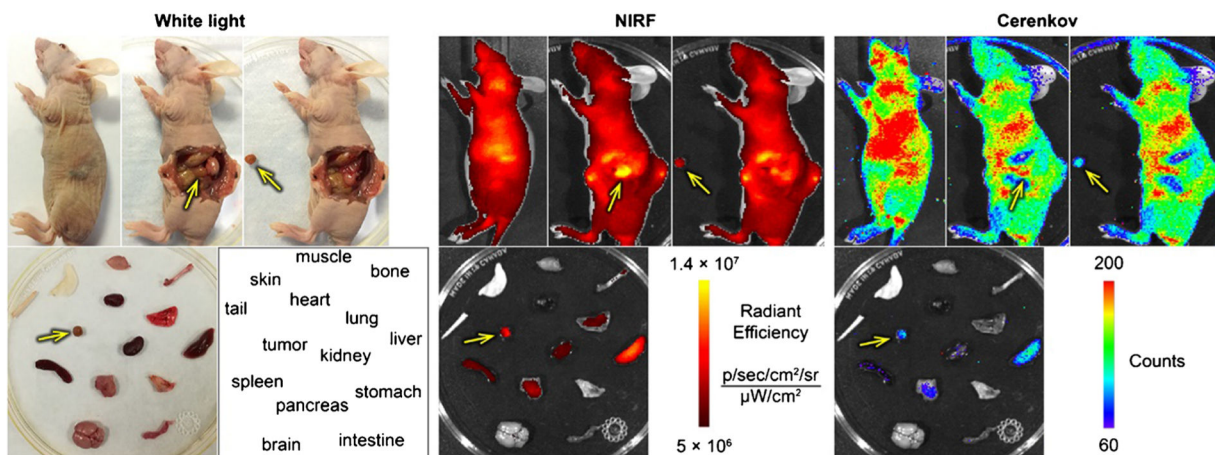 White light
NIRF
Cerenkov
muscle
bone
skin
heart
tail
lung
liver
tumor
kidney
spleen
stomach
pancreas
brain
intestine
1.4 × 10⁷
Radiant
Efficiency
p/sec/cm²/sr
µW/cm²
5 × 10⁶
200
Counts
60